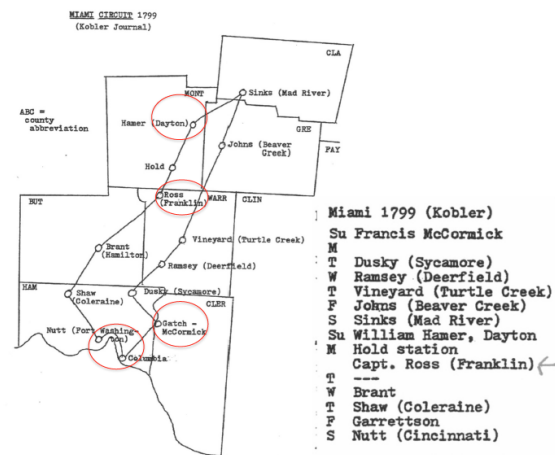 MIAMI CIRCUIT 1799
(Kobler Journal)
CLA
MONT
Sinks (Mad River)
ABC =
county
abbreviation
Hamer (Dayton)
GRE
Johns (Beaver
Creek)
FAY
Hold
BUT
Ross
(Franklin)
WARR
CLIN
Brant
(Hamilton)
Vineyard (Turtle Creek)
Ramsey (Deerfield)
HAM
Shaw
(Coleraine)
Dusky (Sycamore)
CLER
Gatch -
McCormick
Nutt (Fort Washing-
ton)
Columbia
Miami 1799 (Kobler)
Su Francis McCormick
M
T Dusky (Sycamore)
W Ramsey (Deerfield)
T Vineyard (Turtle Creek)
F Johns (Beaver Creek)
S Sinks (Mad River)
Su William Hamer, Dayton
M Hold station
Capt. Ross (Franklin)
T ---
W Brant
T Shaw (Coleraine)
F Garrettson
S Nutt (Cincinnati)